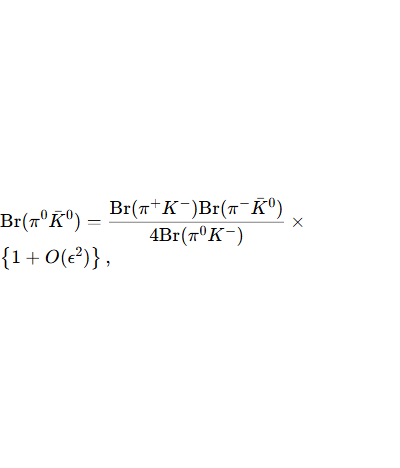 Br(π⁰K̄⁰) = Br(π⁺K⁻)Br(π⁻K̄⁰) / 4Br(π⁰K⁻) ×
{1 + O(ϵ²)} ,